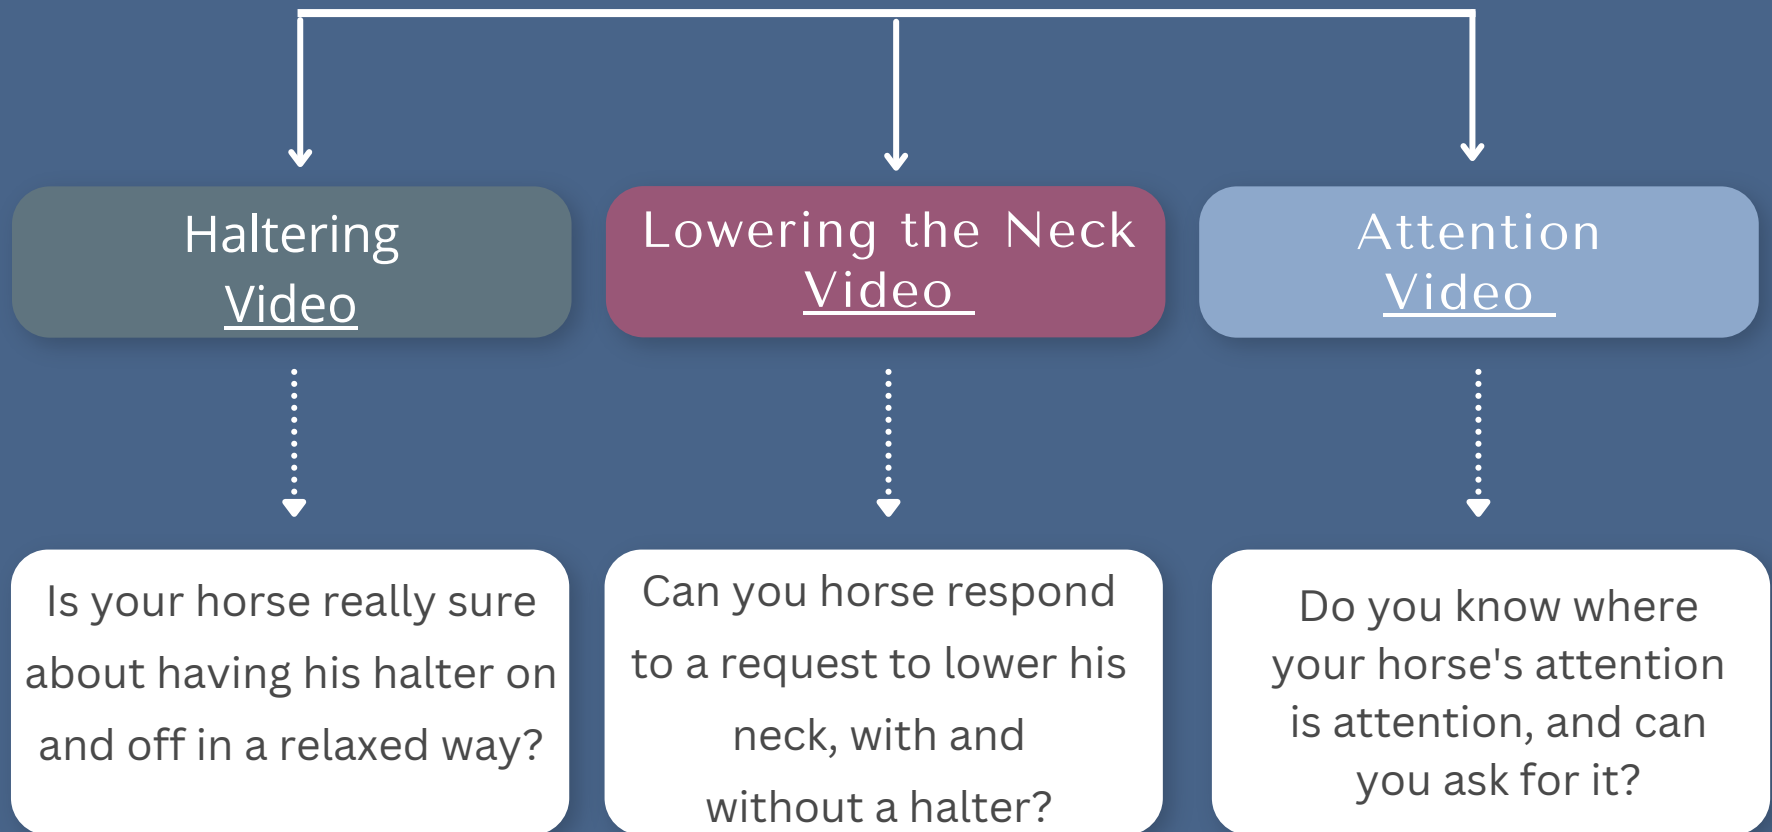 Haltering
Video
Lowering the Neck
Video
Attention
Video
Is your horse really sure
about having his halter on
and off in a relaxed way?
Can you horse respond
to a request to lower his
neck, with and
without a halter?
Do you know where
your horse's attention
is attention, and can
you ask for it?